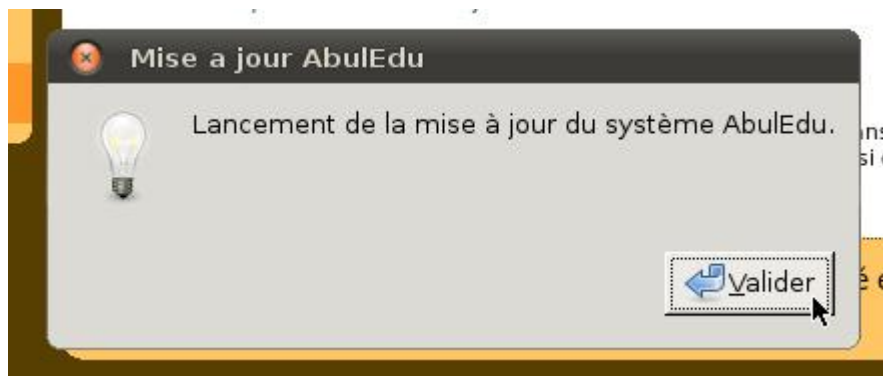 Mise a jour AbulEdu
Lancement de la mise à jour du système AbulEdu.
Valider